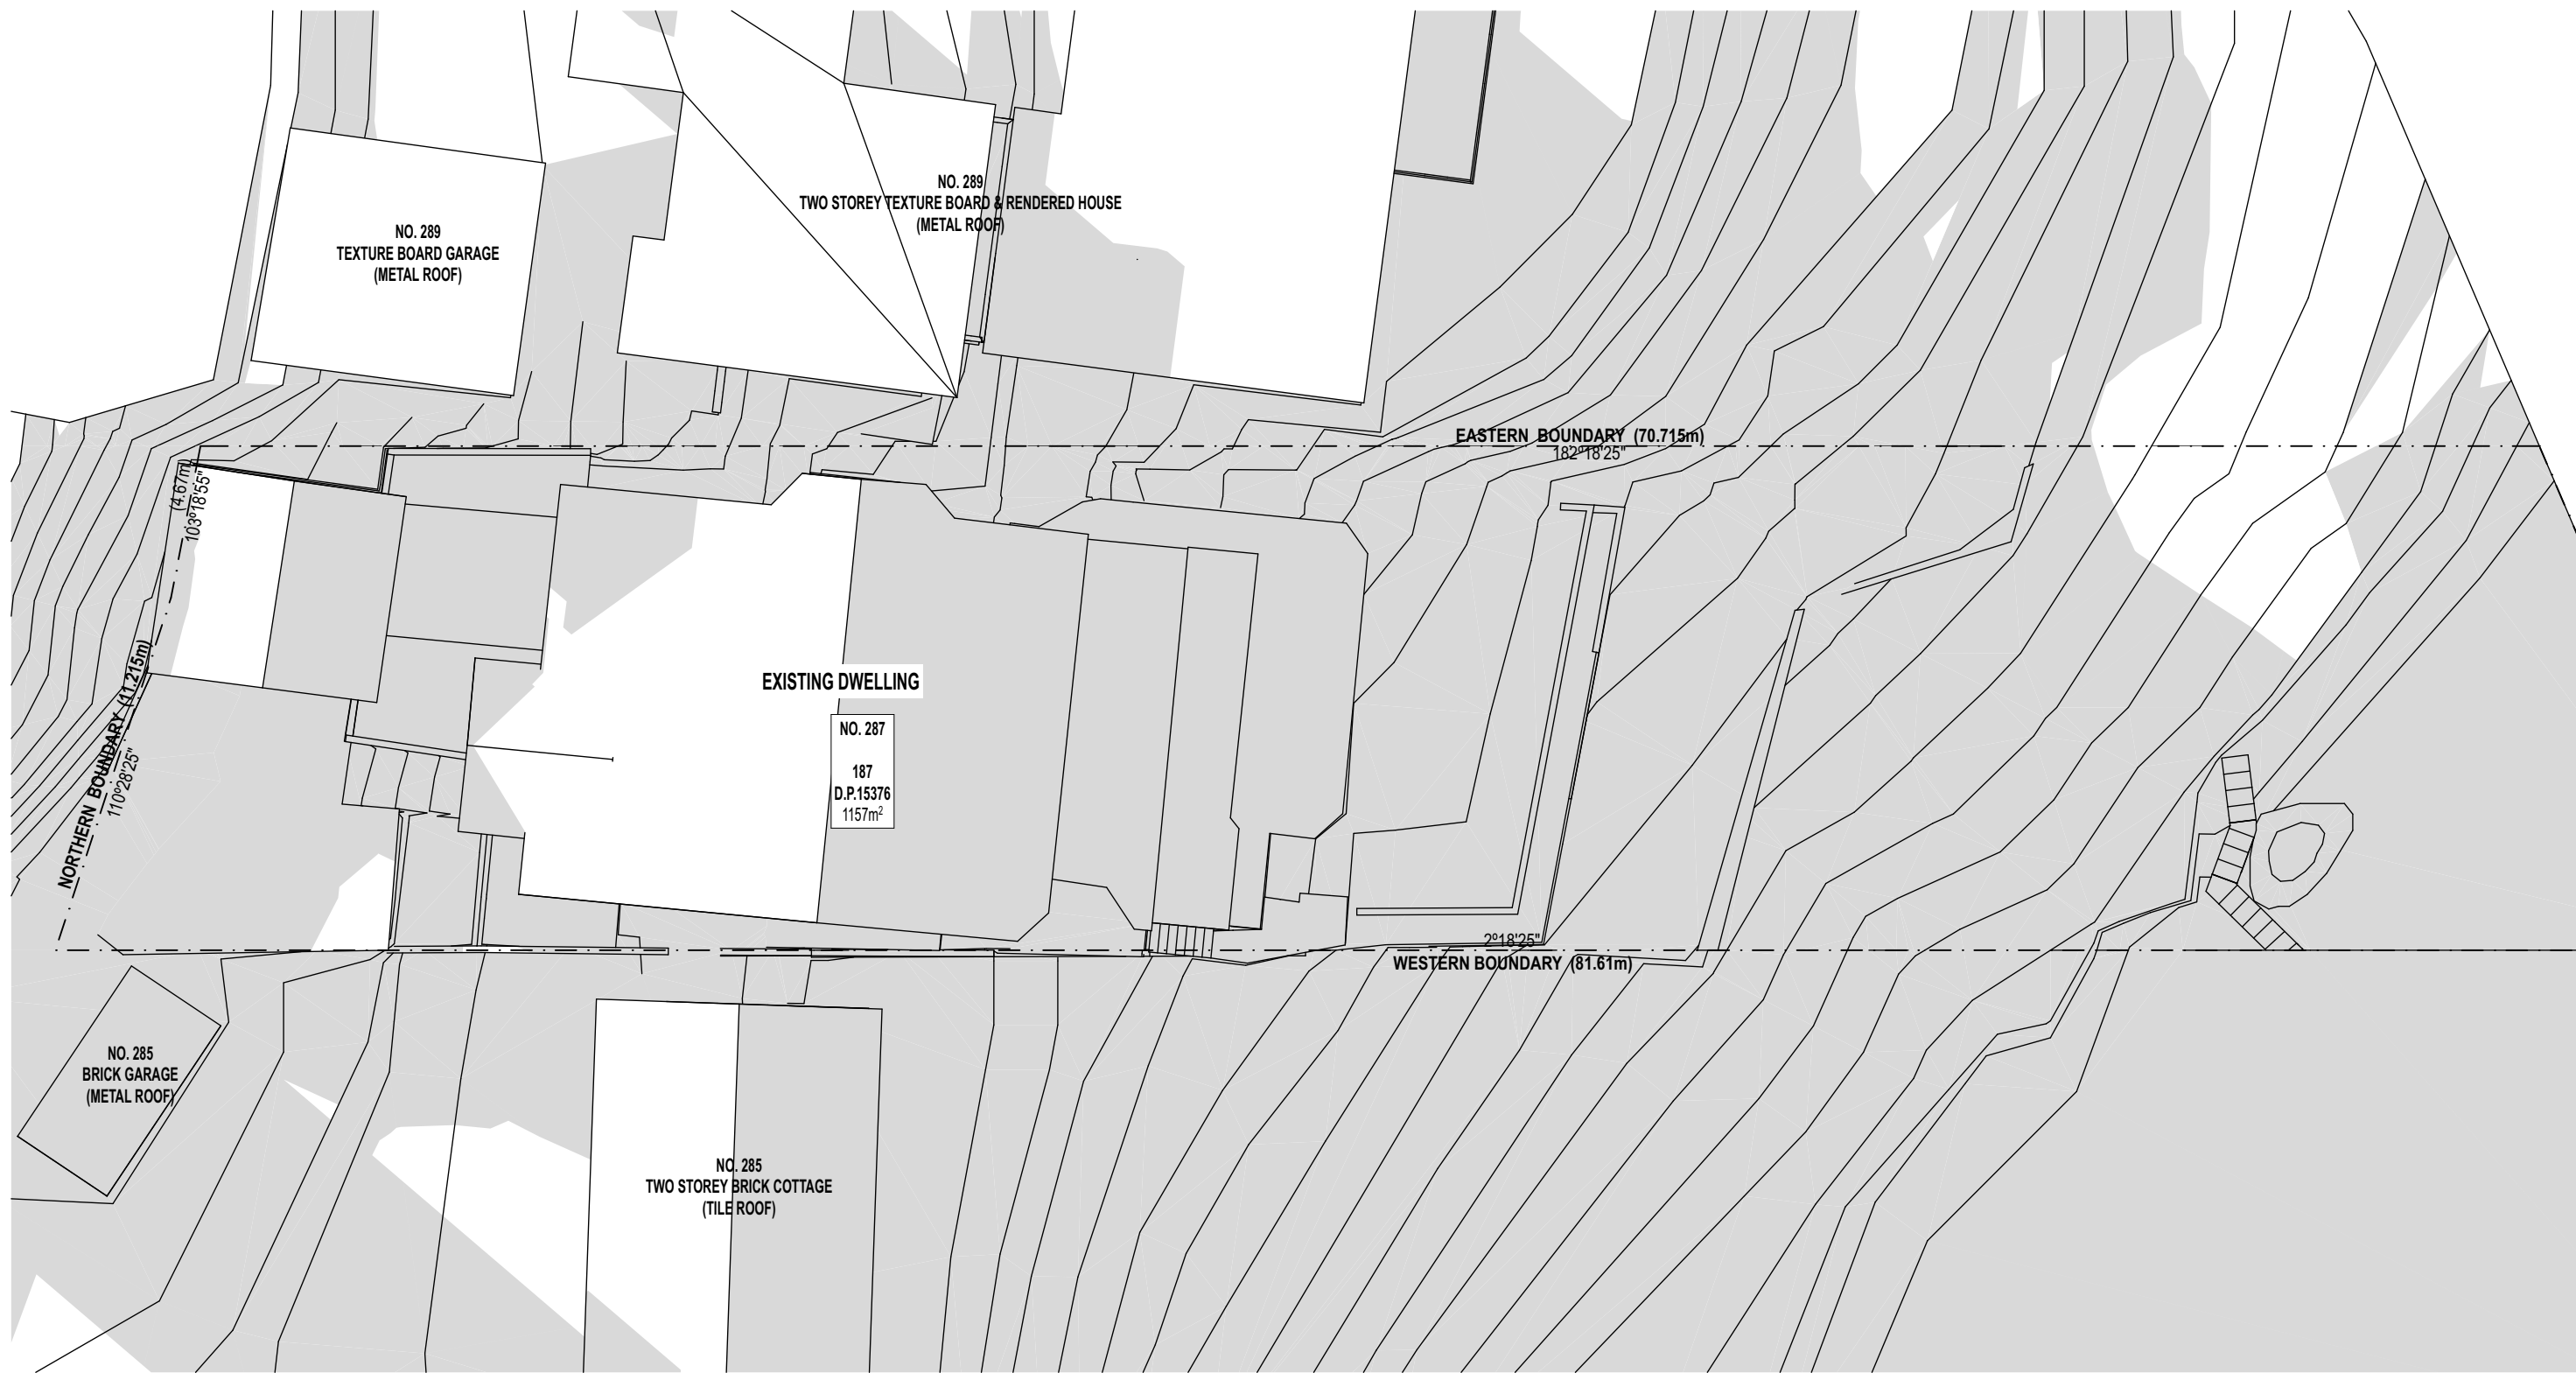 NO. 289
TWO STOREY TEXTURE BOARD & RENDERED HOUSE
(METAL ROOF)
NO. 289
TEXTURE BOARD GARAGE
(METAL ROOF)
EASTERN BOUNDARY (70.715m)
182°18'25"
(4.67m)
103°18'55"
NORTHERN BOUNDARY (11.215m)
110°28'25"
EXISTING DWELLING
NO. 287
187
D.P.15376
1157m²
2°18'25"
WESTERN BOUNDARY (81.61m)
NO. 285
BRICK GARAGE
(METAL ROOF)
NO. 285
TWO STOREY BRICK COTTAGE
(TILE ROOF)